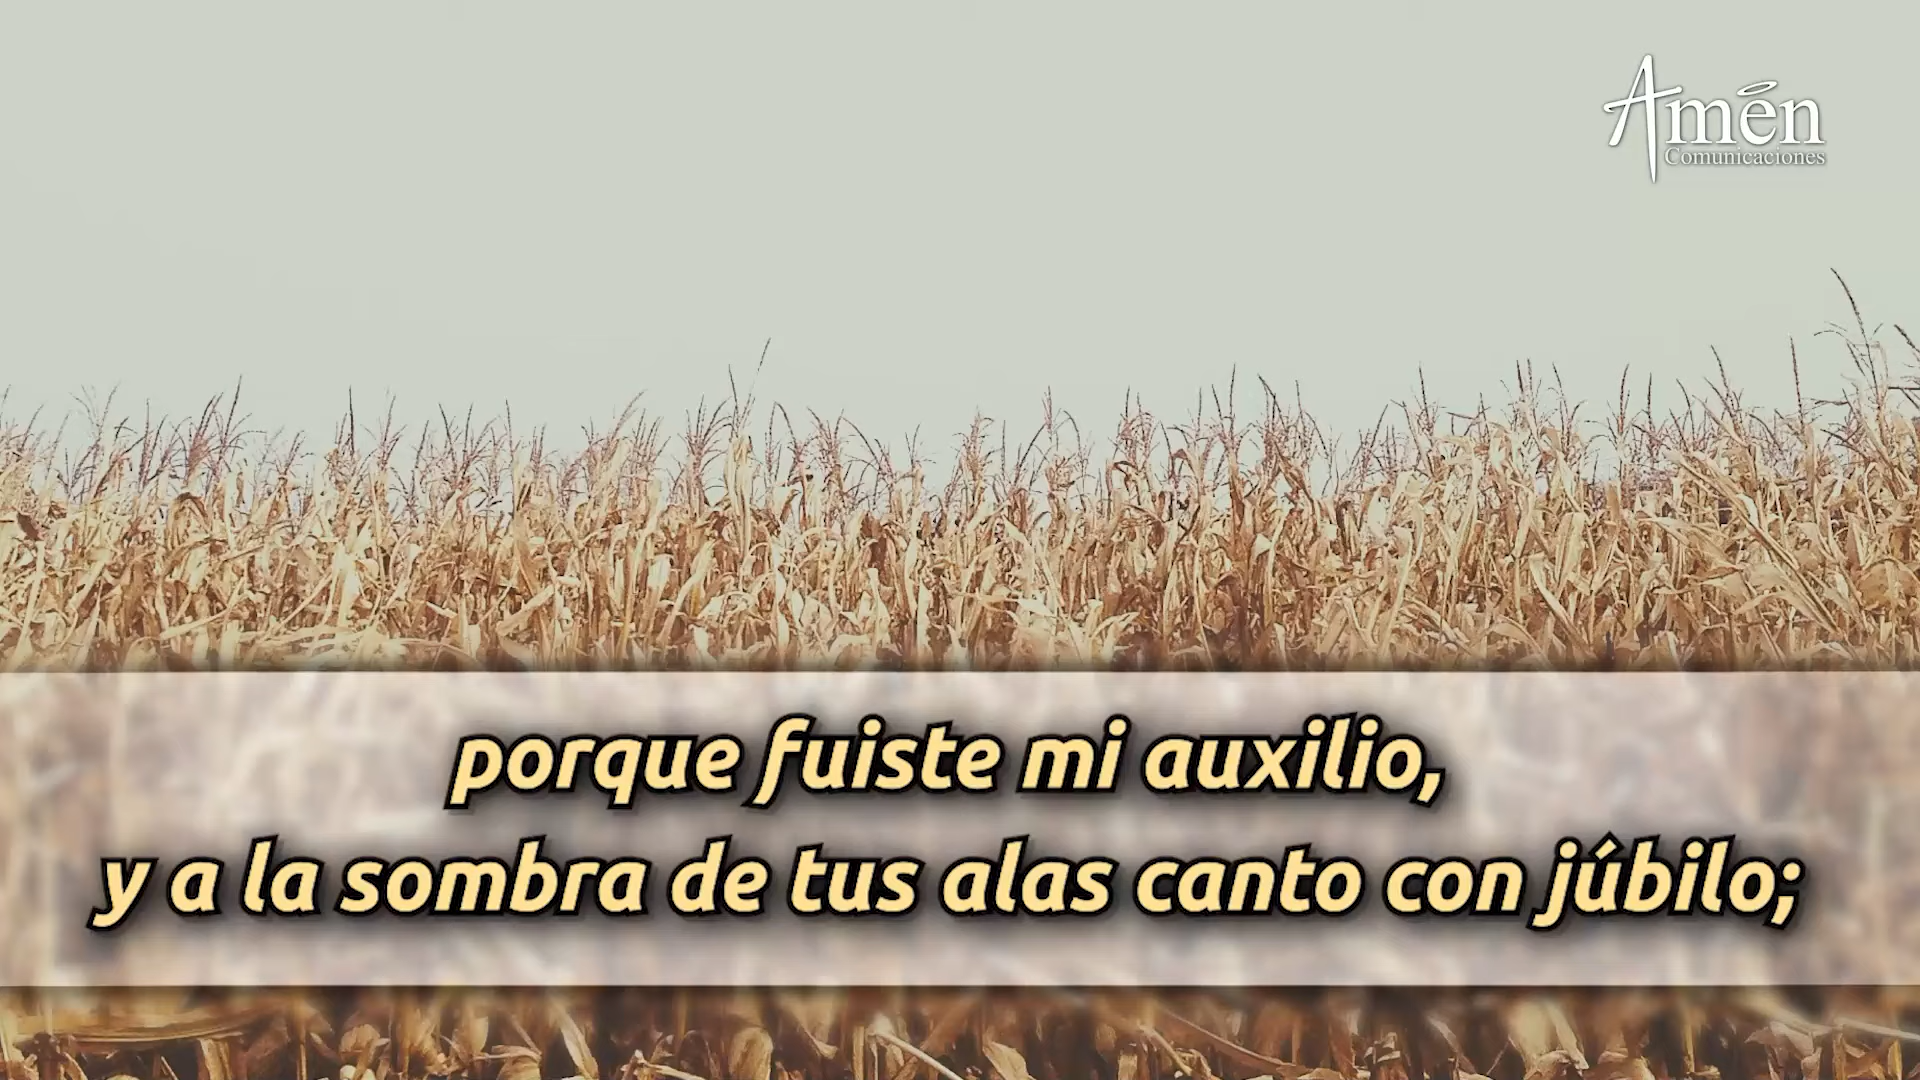 Amén
Comunicaciones
porque fuiste mi auxilio,
y a la sombra de tus alas canto con júbilo;